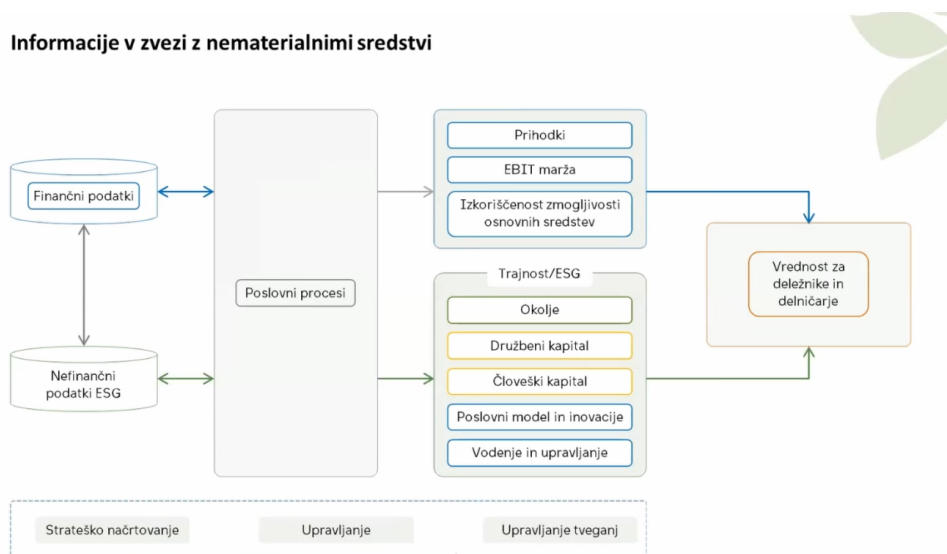 Informacije v zvezi z nematerialnimi sredstvi
Finančni podatki
Nefinančni
podatki ESG
Poslovni procesi
Prihodki
EBIT marža
Izkoriščenost zmogljivosti
osnovnih sredstev
Trajnost/ESG
Okolje
Družbeni kapital
Človeški kapital
Poslovni model in inovacije
Vodenje in upravljanje
Vrednost za
deležnike in
delničarje
Strateško načrtovanje
Upravljanje
Upravljanje tveganj